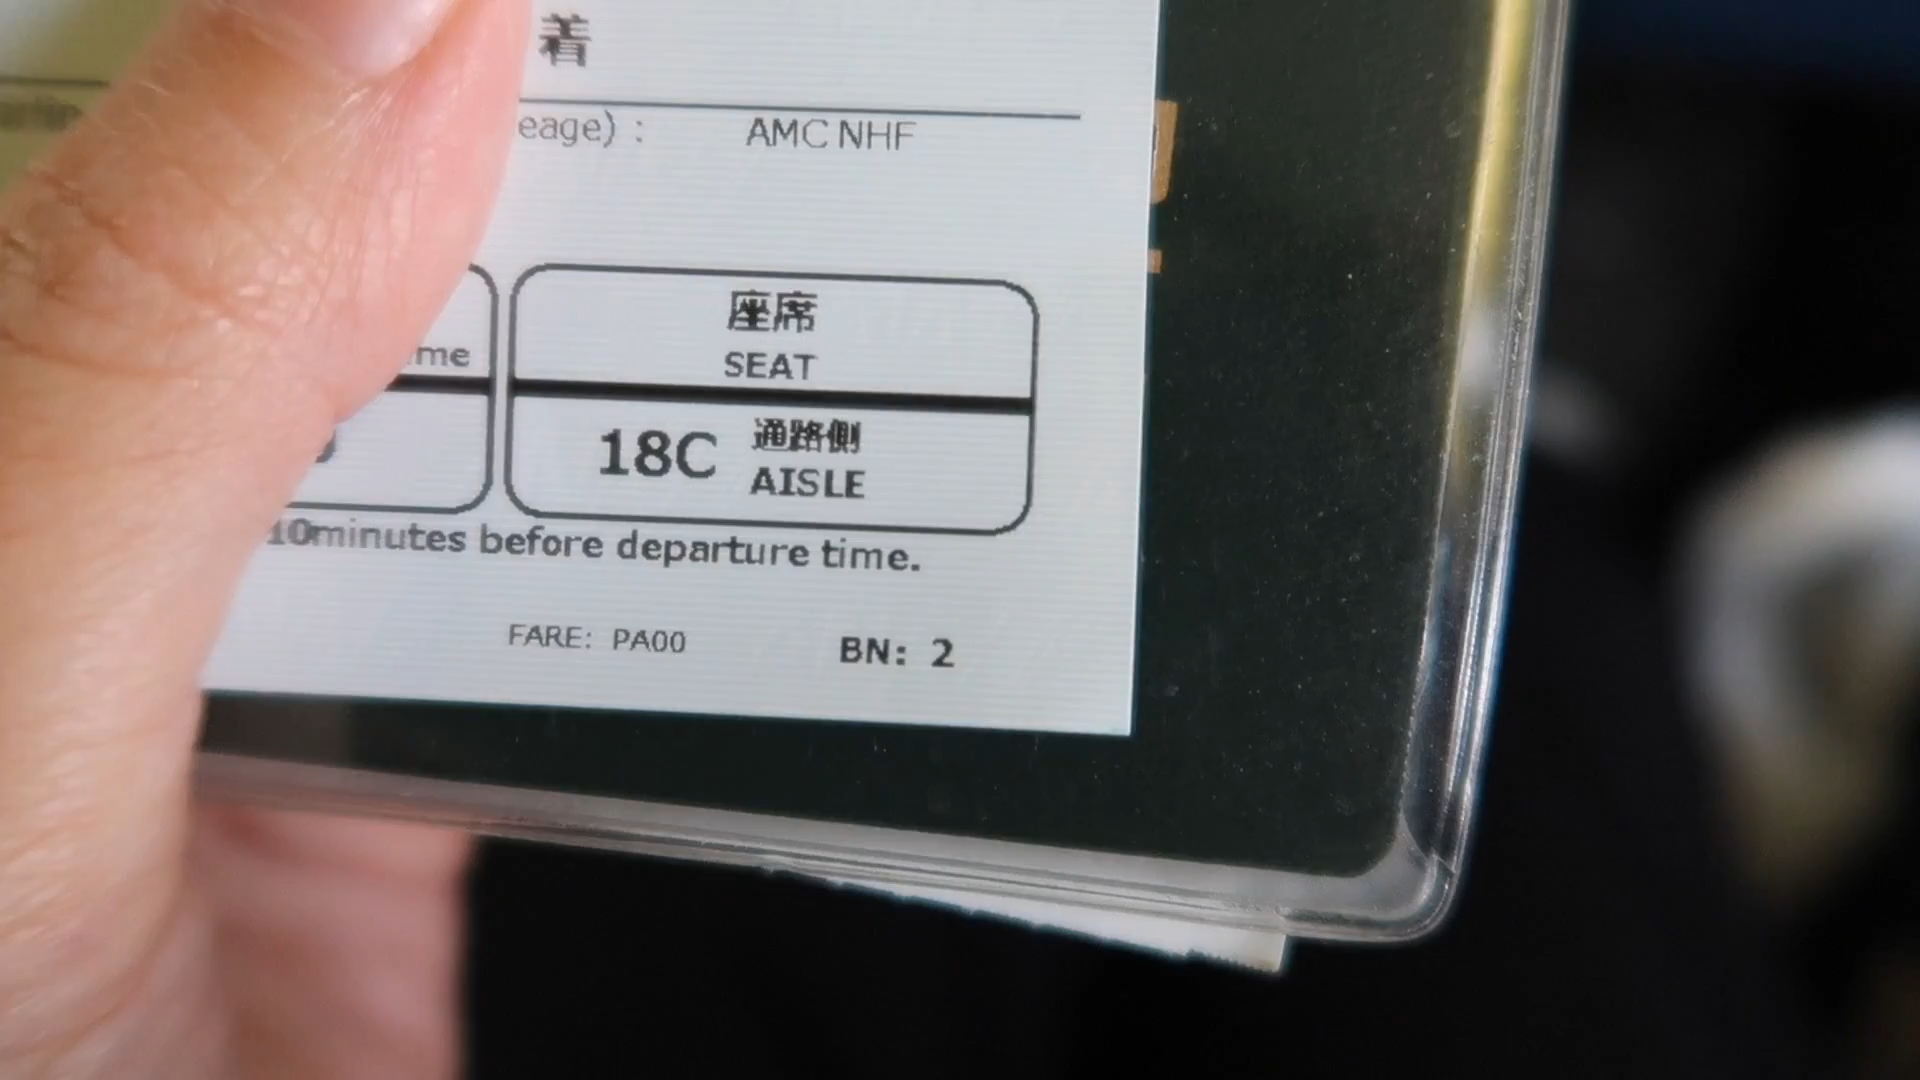 着
eage) : AMC NHF
座席
SEAT
me
18C 通路側
AISLE
10minutes before departure time.
FARE: PA00 BN: 2